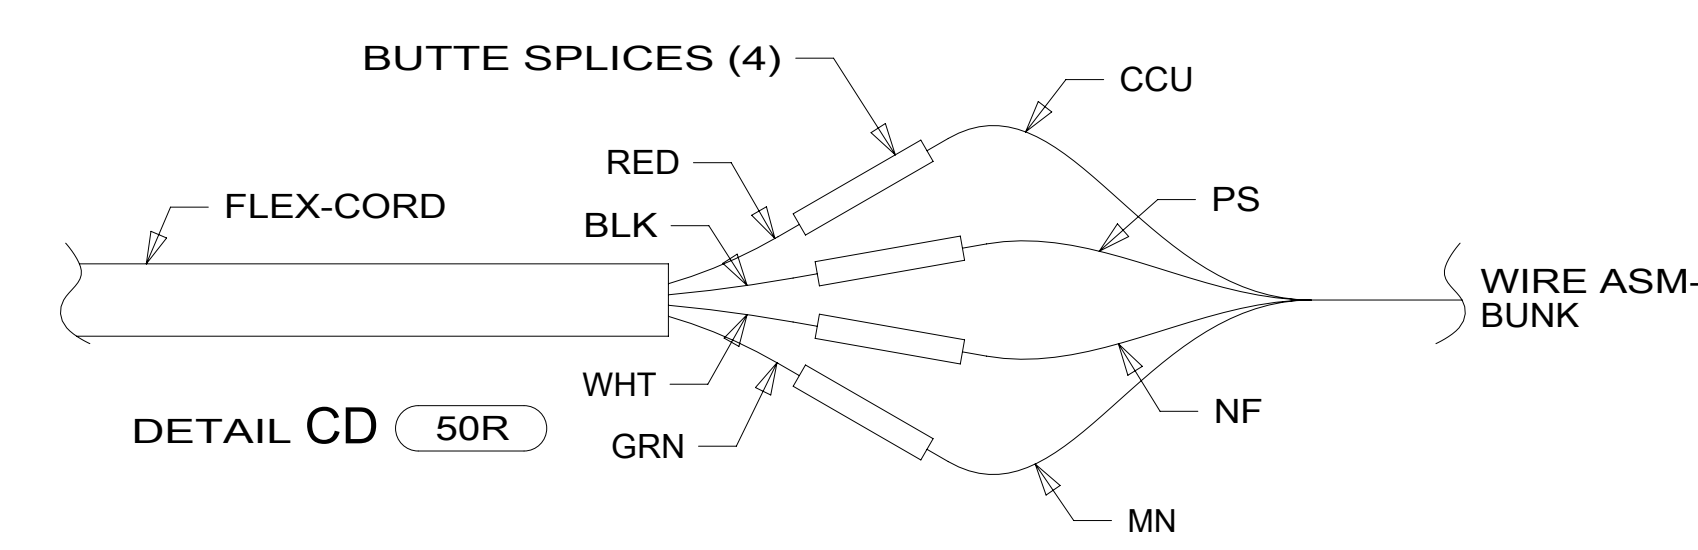 BUTTE SPLICES (4)
CCU
RED
PS
FLEX-CORD
BLK
WIRE ASM-
BUNK
WHT
NF
DETAIL CD 50R
GRN
MN